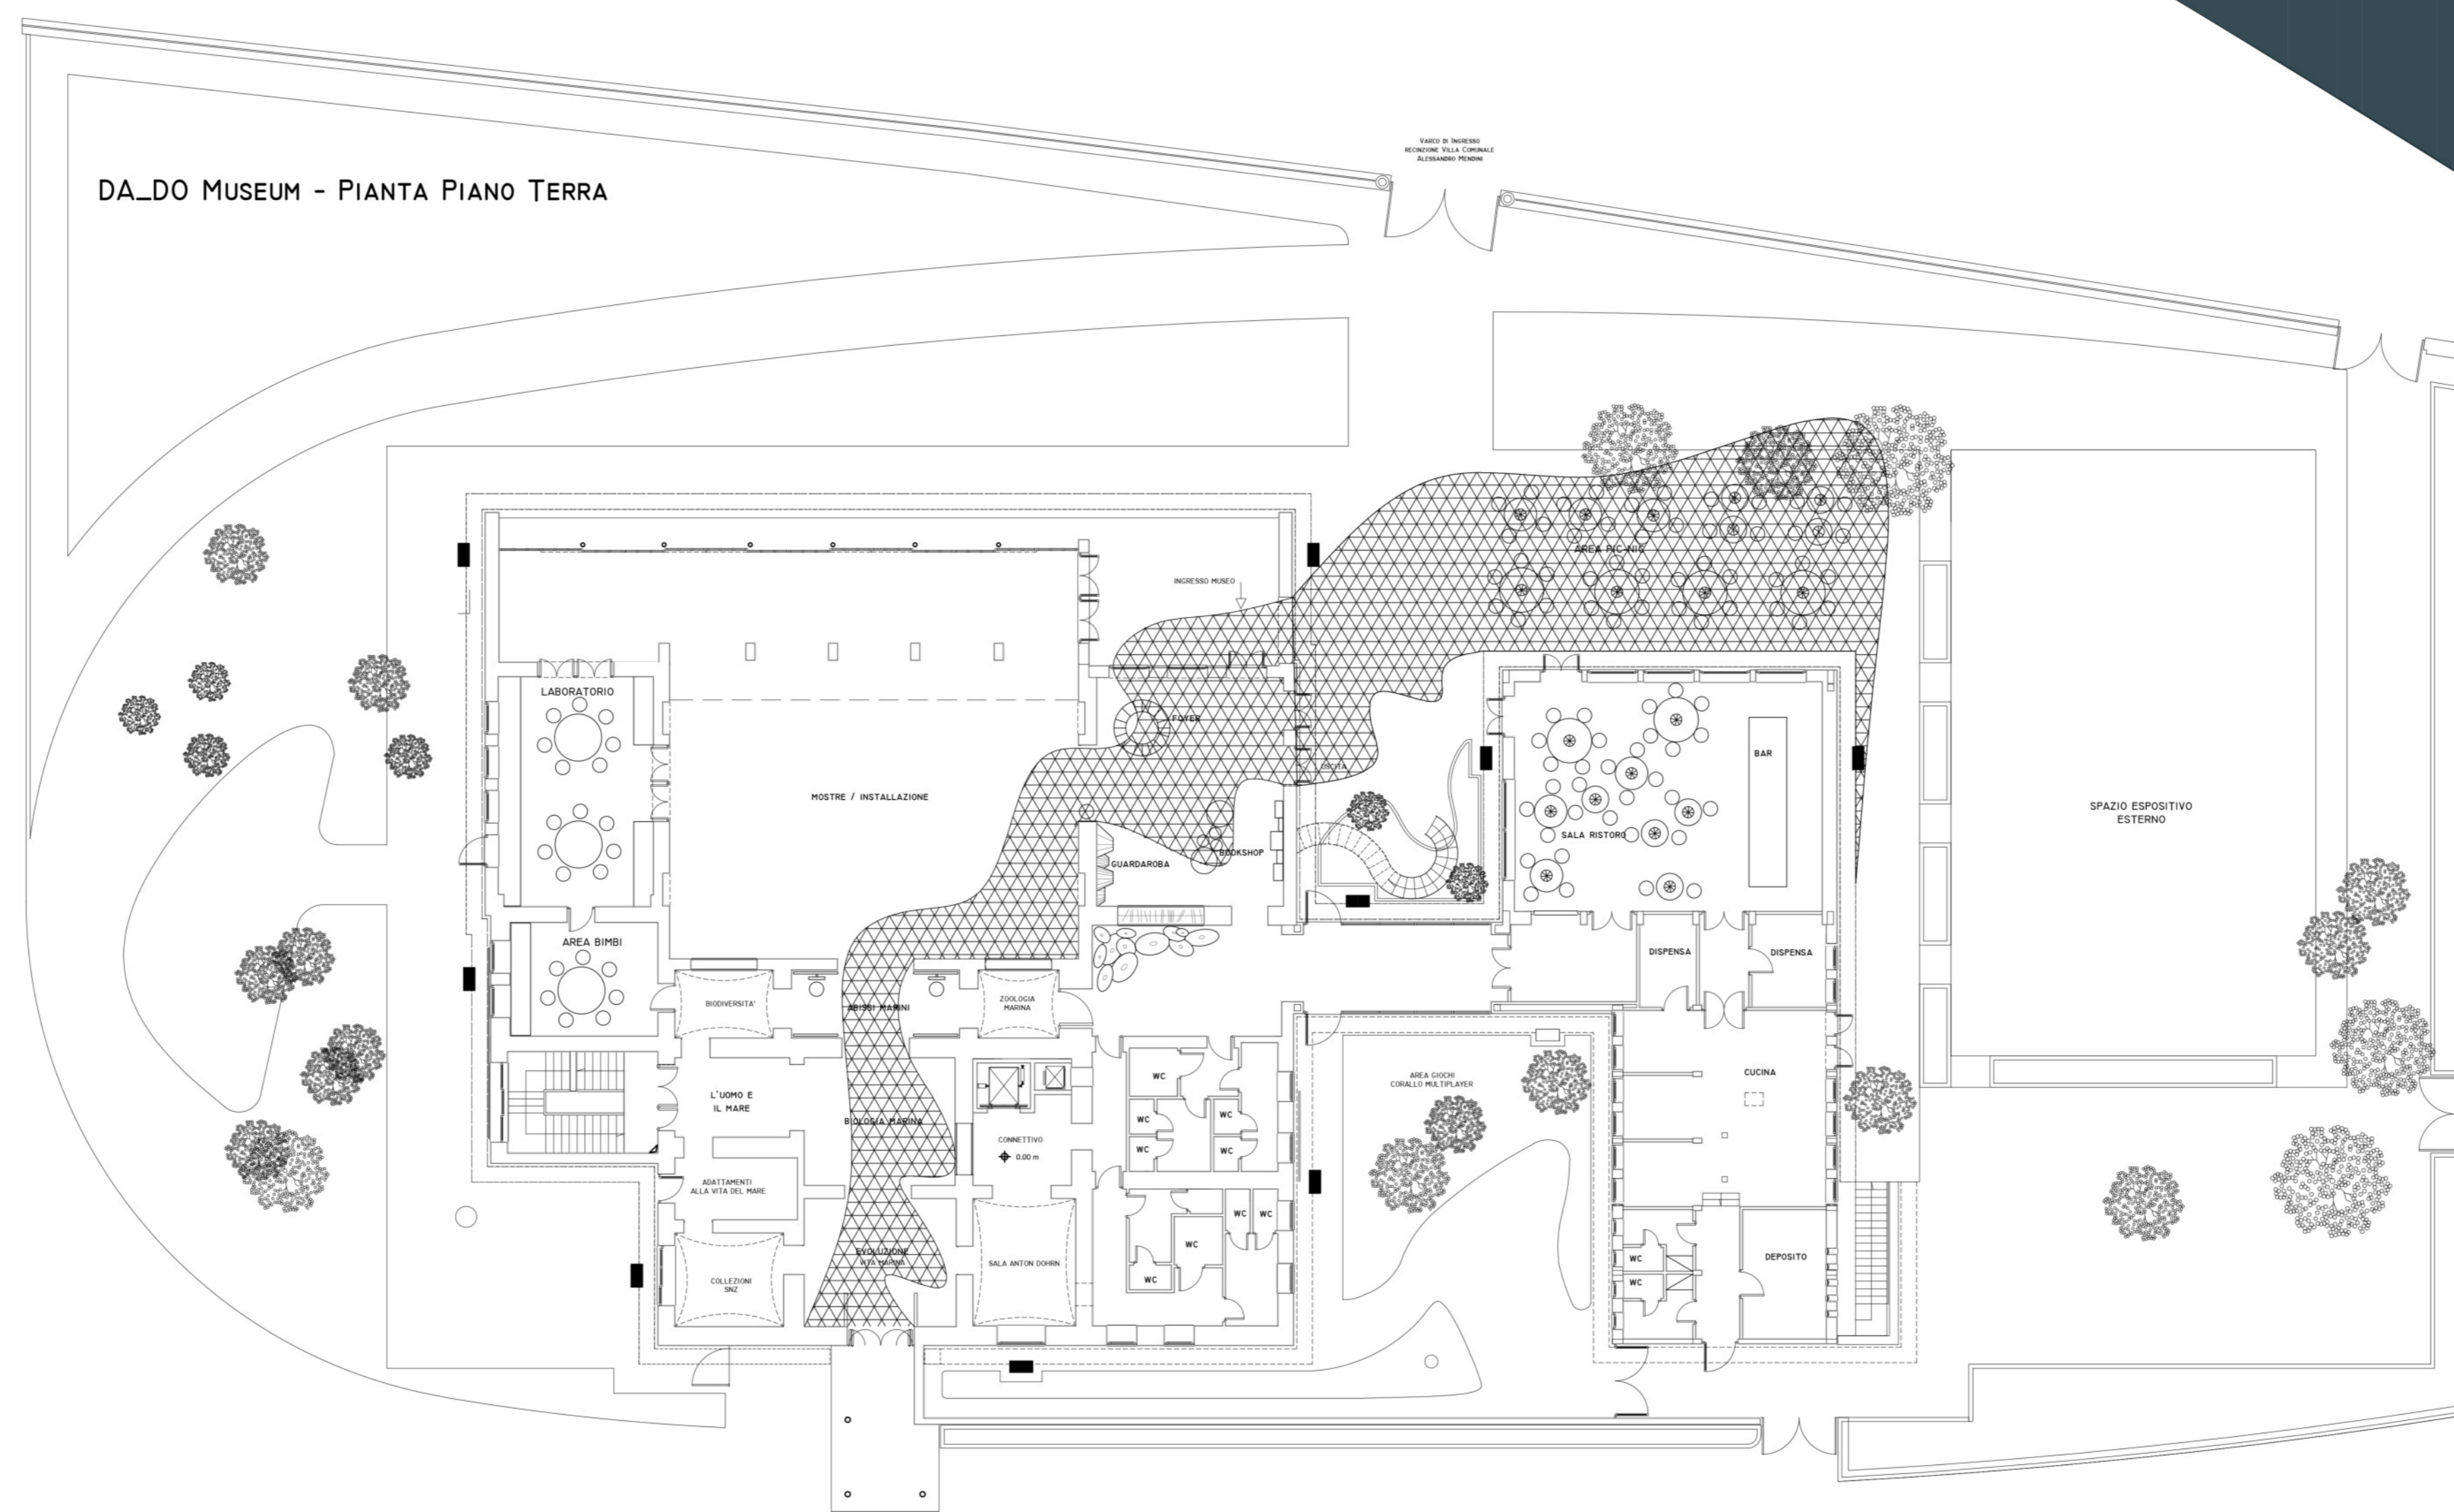 Varco di Ingresso
recinzione Villa Comunale
Alessandro Mendini
DA_DO Museum - Pianta Piano Terra
AREA PIC-NIC
INGRESSO MUSEO
LABORATORIO
FOYER
BAR
USCITA
MOSTRE / INSTALLAZIONE
SPAZIO ESPOSITIVO
ESTERNO
SALA RISTORO
BOOKSHOP
GUARDAROBA
AREA BIMBI
DISPENSA
DISPENSA
BIODIVERSITA'
ABISSI MARINI
ZOOLOGIA
MARINA
WC
AREA GIOCHI
CORALLO MULTIPLAYER
CUCINA
L'UOMO E
IL MARE
BIOLOGIA MARINA
WC
WC
CONNETTIVO
0.00 m
WC
WC
ADATTAMENTI
ALLA VITA DEL MARE
WC
WC
EVOLUZIONE
VITA MARINA
SALA ANTON DOHRN
WC
WC
DEPOSITO
COLLEZIONI
SNZ
WC
WC